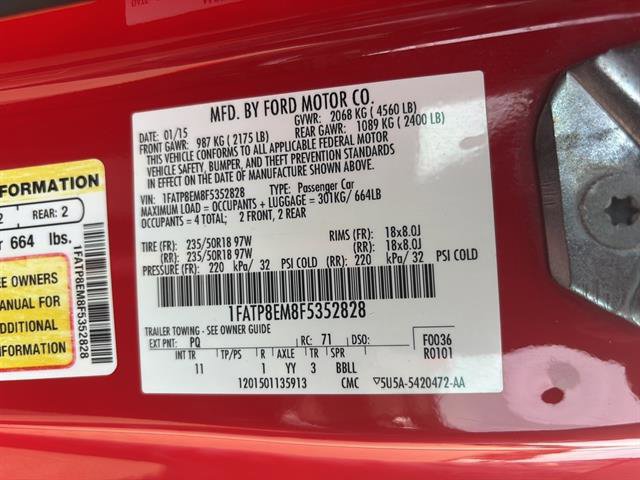 MFD. BY FORD MOTOR CO.
01/15 GVWR: 2068 KG (4560 LB)
FRONT GAWR: 987 KG (2175 LB) REAR GAWR: 1089 KG (2400 LB)
THIS VEHICLE CONFORMS TO ALL APPLICABLE FEDERAL MOTOR
VEHICLE SAFETY, BUMPER, AND THEFT PREVENTION STANDARDS
IN EFFECT ON THE DATE OF MANUFACTURE SHOWN ABOVE.
VIN: 1FATP8EM8F5352828 TYPE: Passenger Car
MAXIMUM LOAD = OCCUPANTS + LUGGAGE = 301KG/ 664LB
OCCUPANTS = 4 TOTAL; 2 FRONT, 2 REAR
TIRE (FR): 235/50R18 97W RIMS (FR): 18x8.0J
(RR): 235/50R18 97W (RR): 18x8.0J
PRESSURE (FR): 220 kPa/ 32 PSI COLD (RR): 220 kPa/ 32 PSI COLD
1FATP8EM8F5352828
TRAILER TOWING - SEE OWNER GUIDE
EXT PNT: PQ RC: 71 DSO: F0036
R0101
INT TR TP/PS R AXLE TR SPR
11 1 YY 3 BBLL
1201501135913 CMC ▽5U5A-5420472-AA
NFORMATION
2 REAR: 2
r 664 lbs.
EE OWNERS
MANUAL FOR
ADDITIONAL
FORMATION
1FATP8EM8F5352828